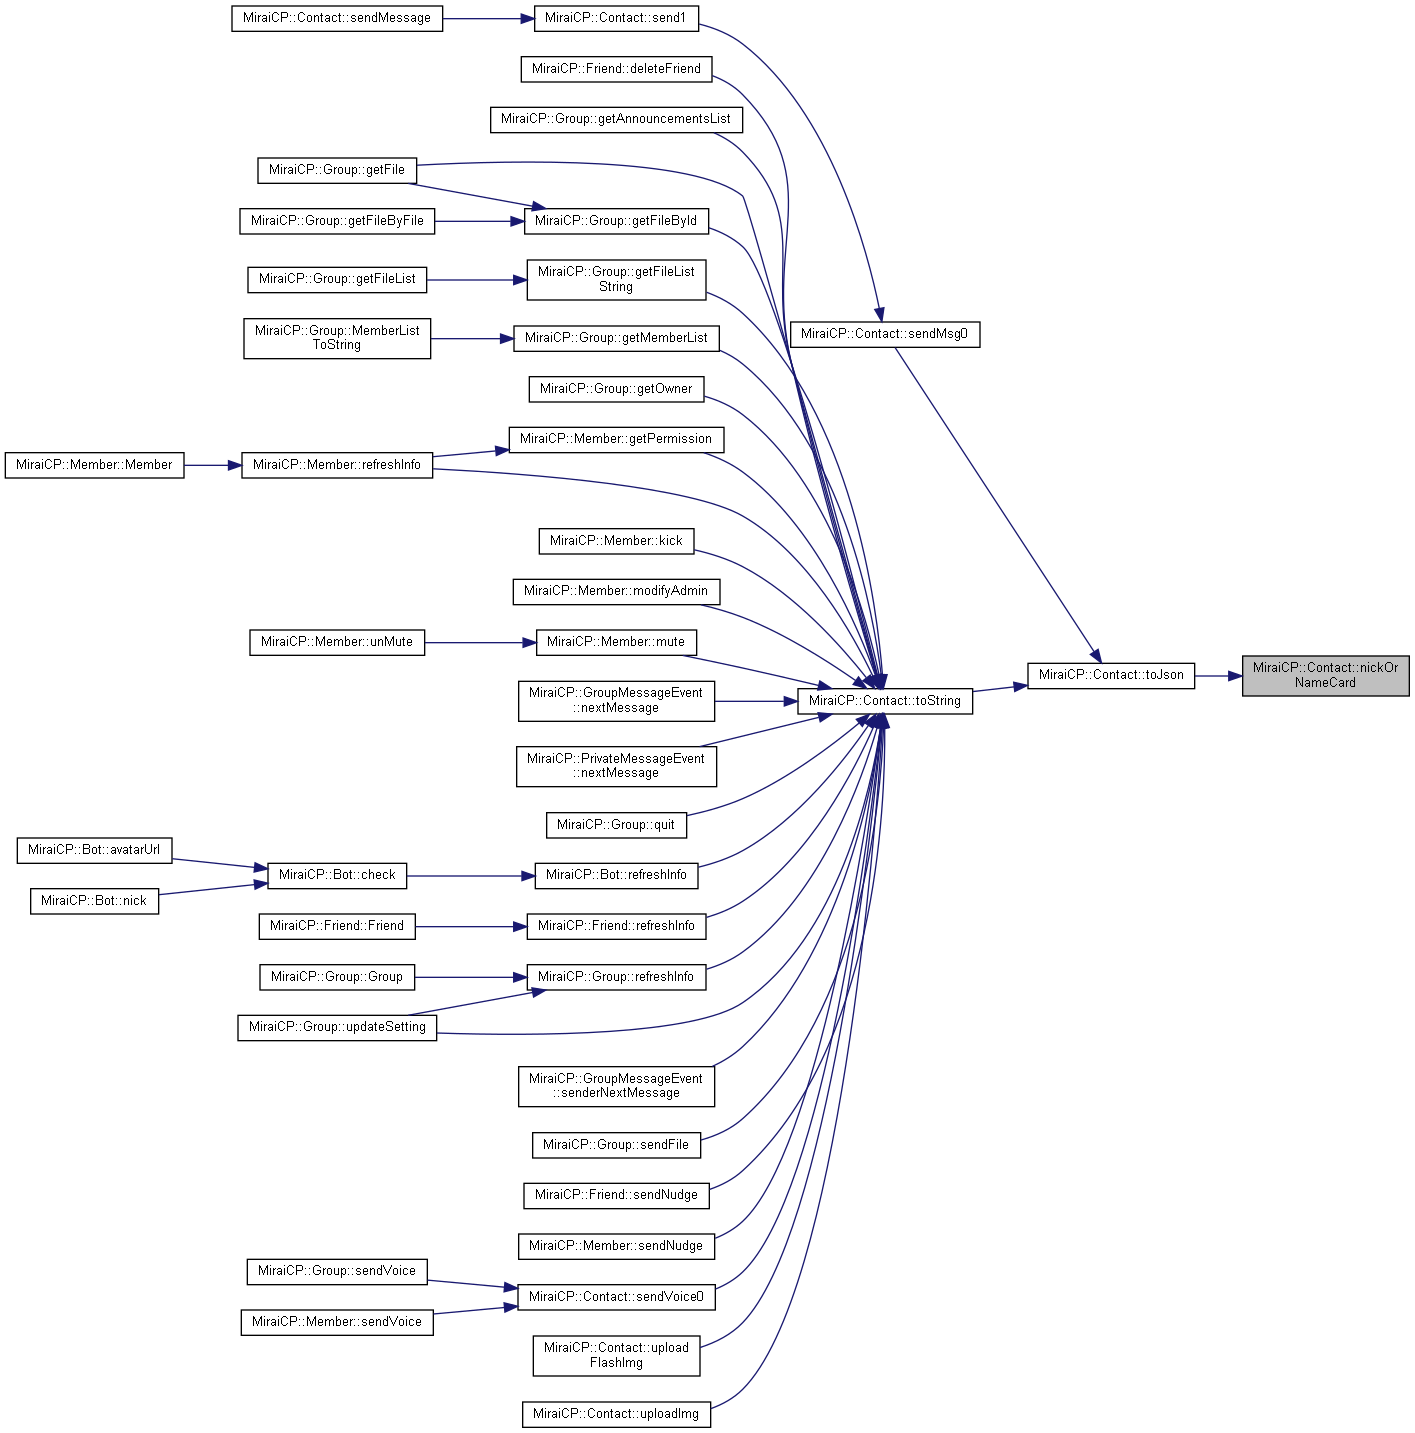 MiraiCP::Contact::sendMessage
MiraiCP::Contact::send1
MiraiCP::Friend::deleteFriend
MiraiCP::Group::getAnnouncementsList
MiraiCP::Group::getFile
MiraiCP::Group::getFileByFile
MiraiCP::Group::getFileById
MiraiCP::Group::getFileList
MiraiCP::Group::getFileList
String
MiraiCP::Group::MemberList
ToString
MiraiCP::Group::getMemberList
MiraiCP::Contact::sendMsg0
MiraiCP::Group::getOwner
MiraiCP::Member::getPermission
MiraiCP::Member::Member
MiraiCP::Member::refreshInfo
MiraiCP::Member::kick
MiraiCP::Member::modifyAdmin
MiraiCP::Member::unMute
MiraiCP::Member::mute
MiraiCP::Contact::toJson
MiraiCP::Contact::nickOr
NameCard
MiraiCP::GroupMessageEvent
::nextMessage
MiraiCP::Contact::toString
MiraiCP::PrivateMessageEvent
::nextMessage
MiraiCP::Group::quit
MiraiCP::Bot::avatarUrl
MiraiCP::Bot::check
MiraiCP::Bot::refreshInfo
MiraiCP::Bot::nick
MiraiCP::Friend::Friend
MiraiCP::Friend::refreshInfo
MiraiCP::Group::Group
MiraiCP::Group::refreshInfo
MiraiCP::Group::updateSetting
MiraiCP::GroupMessageEvent
::senderNextMessage
MiraiCP::Group::sendFile
MiraiCP::Friend::sendNudge
MiraiCP::Member::sendNudge
MiraiCP::Group::sendVoice
MiraiCP::Contact::sendVoice0
MiraiCP::Member::sendVoice
MiraiCP::Contact::upload
FlashImg
MiraiCP::Contact::uploadImg